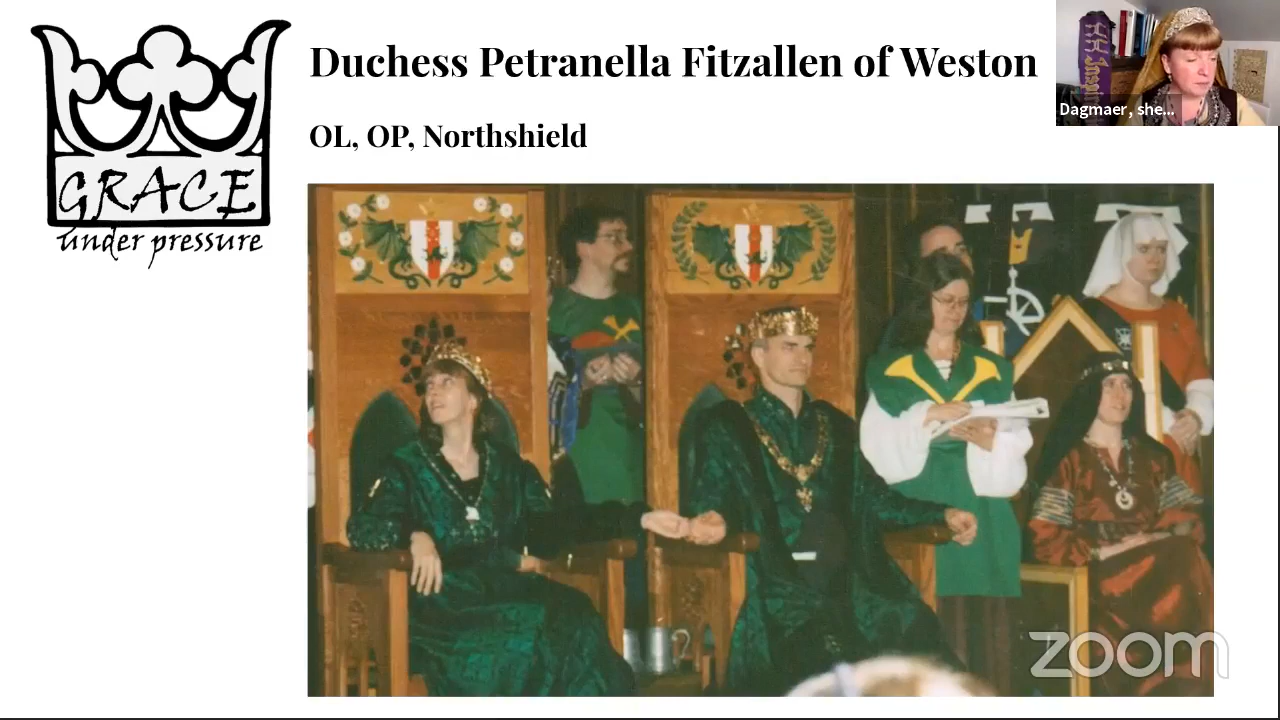 GRACE
under pressure
Duchess Petranella Fitzallen of Weston
OL, OP, Northshield
Dagmaer, she...
zoom